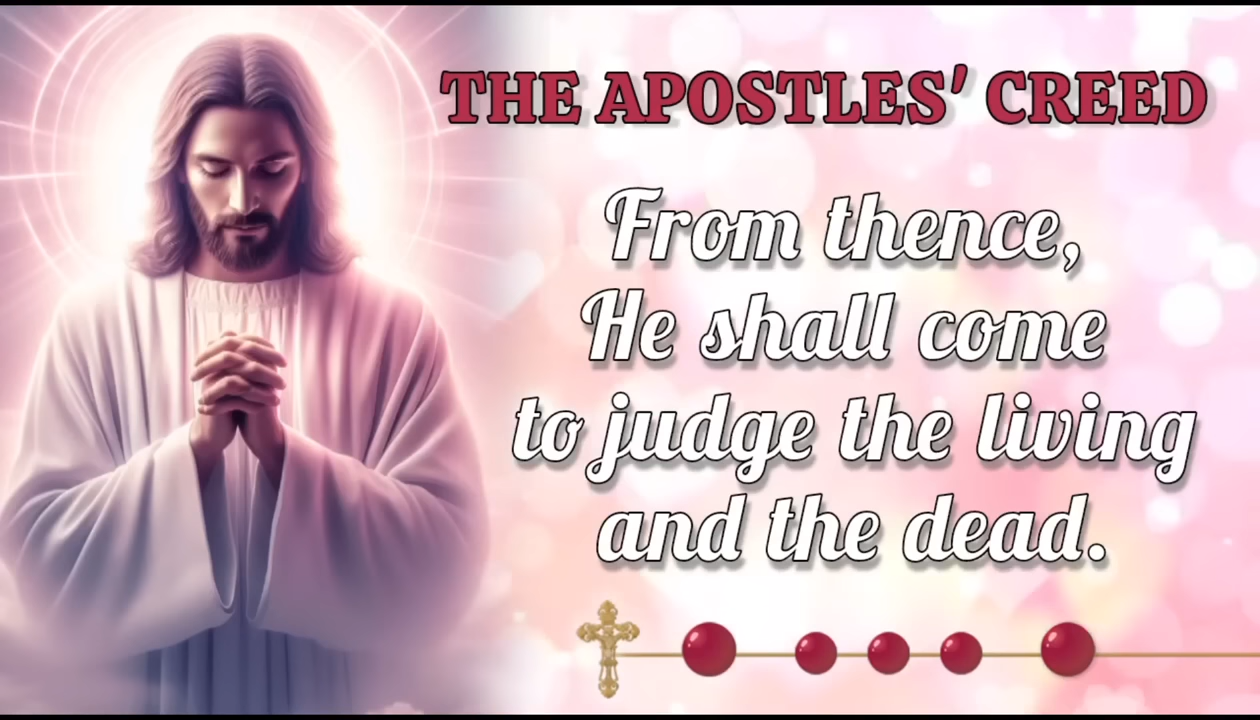 THE APOSTLES' CREED
From thence,
He shall come
to judge the living
and the dead.